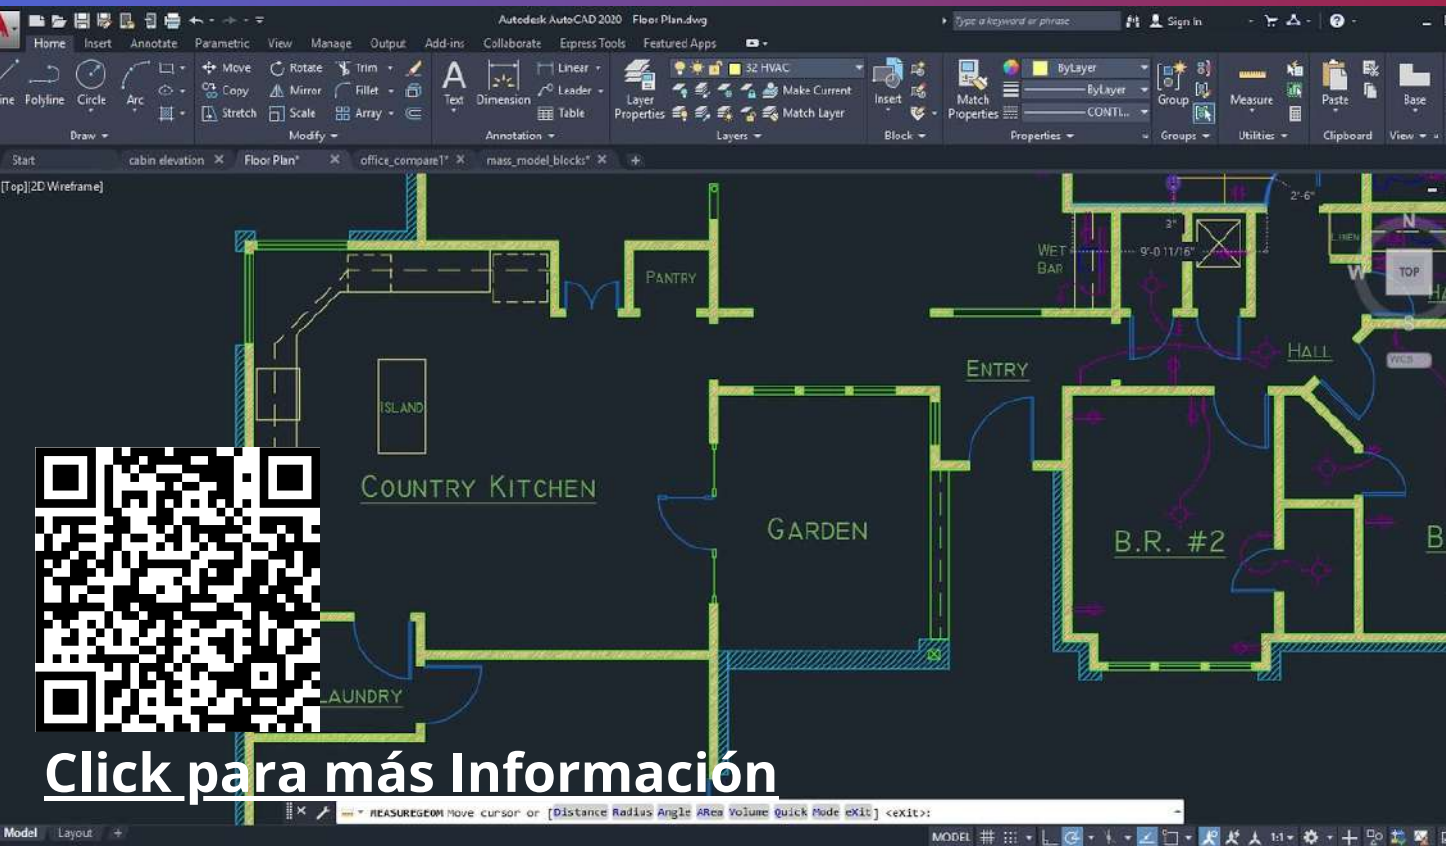 Autodesk AutoCAD 2020 Floor Plan.dwg
Type a keyword or phrase
Sign In
Home Insert Annotate Parametric View Manage Output Add-ins Collaborate Express Tools Featured Apps
Move Rotate Trim
Copy Mirror Fillet
Stretch Scale Array
Polyline Circle Arc
Text Dimension
Linear
Leader
Table
Layer Properties
32 HVAC
Make Current
Match Layer
Insert
Match Properties
ByLayer
ByLayer
CONTI...
Group
Measure
Paste
Base
Draw Modify Annotation Layers Block Properties Groups Utilities Clipboard View
Start cabin elevation Floor Plan* office_compare1* mass_model_blocks* +
[Top][2D Wireframe]
2'-6"
3"
9'-0 11/16"
WET BAR
PANTRY
LINEN
N
W TOP
S
WCS
HALL
ENTRY
ISLAND
COUNTRY KITCHEN
GARDEN
B.R. #2
LAUNDRY
Click para más Información
MEASUREGEOM Move cursor or [Distance Radius Angle ARea Volume Quick Mode eXit] <eXit>:
Model Layout +
MODEL
1:1